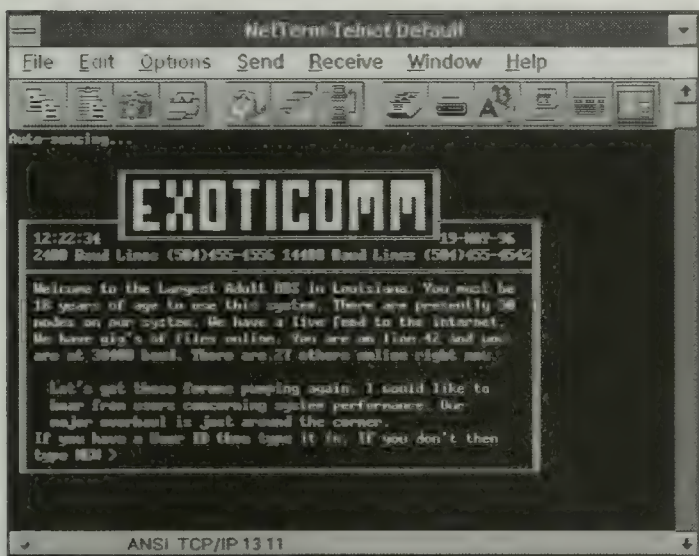 NetTerm Telnet Default
File Edit Options Send Receive Window Help
Auto-sensing...
EXOTICOMM
12:22:34 19-MAY-96
2400 Baud Lines (504)455-4556 14400 Baud Lines (504)455-4542
Welcome to the Largest Adult BBS in Louisiana. You must be
18 years of age to use this system. There are presently 30
nodes on our system. We have a live feed to the internet.
We have gig's of files online. You are on line 42 and you
are at 38400 baud. There are 27 others online right now.
Let's get these forums pumping again. I would like to
hear from users concerning system performance. Our
major overhaul is just around the corner.
If you have a User ID then type it in. If you don't then
type NEW >
ANSI TCP/IP 13 11